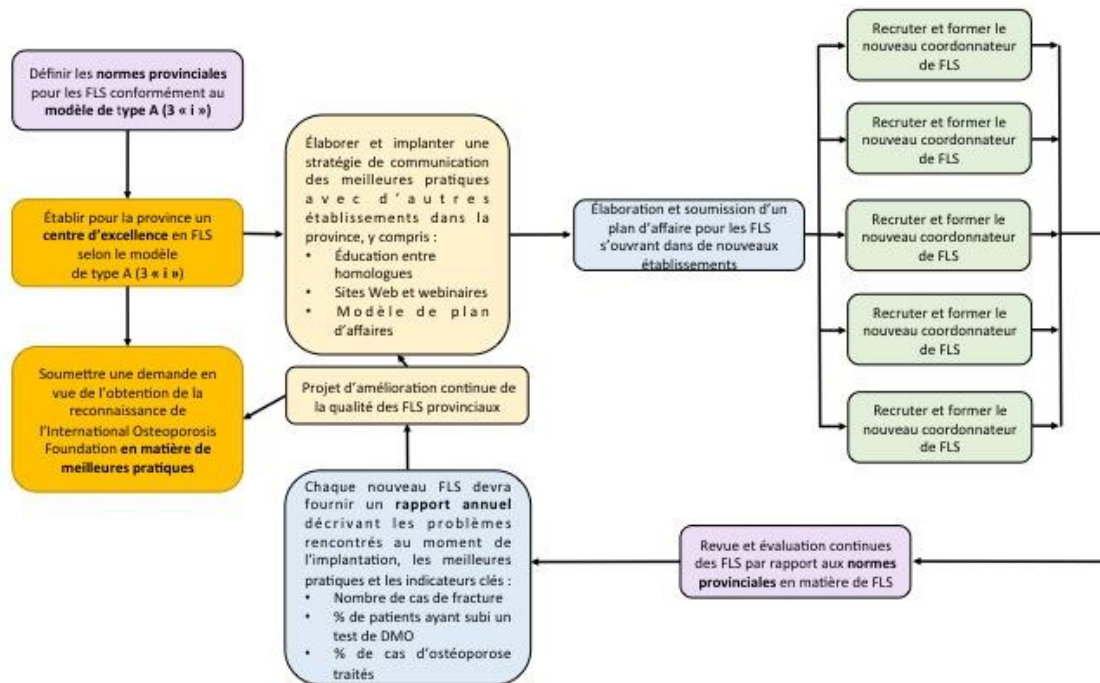 Définir les normes provinciales
pour les FLS conformément au
modèle de type A (3 « i »)
Établir pour la province un
centre d'excellence en FLS
selon le modèle
de type A (3 « i »)
Soumettre une demande en
vue de l'obtention de la
reconnaissance de
l'International Osteoporosis
Foundation en matière de
meilleures pratiques
Élaborer et implanter une
stratégie de communication
des meilleures pratiques
avec d'autres
établissements dans la
province, y compris :
• Éducation entre
homologues
• Sites Web et webinaires
• Modèle de plan
d'affaires
Projet d'amélioration continue de
la qualité des FLS provinciaux
Chaque nouveau FLS devra
fournir un rapport annuel
décrivant les problèmes
rencontrés au moment de
l'implantation, les meilleures
pratiques et les indicateurs clés :
• Nombre de cas de fracture
• % de patients ayant subi un
test de DMO
• % de cas d'ostéoporose
traités
Élaboration et soumission d'un
plan d'affaire pour les FLS
s'ouvrant dans de nouveaux
établissements
Recruter et former le
nouveau coordonnateur
de FLS
Recruter et former le
nouveau coordonnateur
de FLS
Recruter et former le
nouveau coordonnateur
de FLS
Recruter et former le
nouveau coordonnateur
de FLS
Recruter et former le
nouveau coordonnateur
de FLS
Revue et évaluation continues
des FLS par rapport aux normes
provinciales en matière de FLS